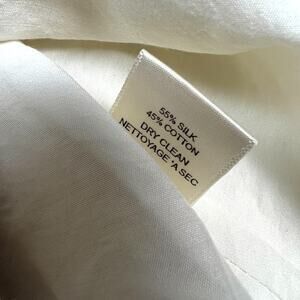 55% SILK
45% COTTON
DRY CLEAN
NETTOYAGE 'A SEC